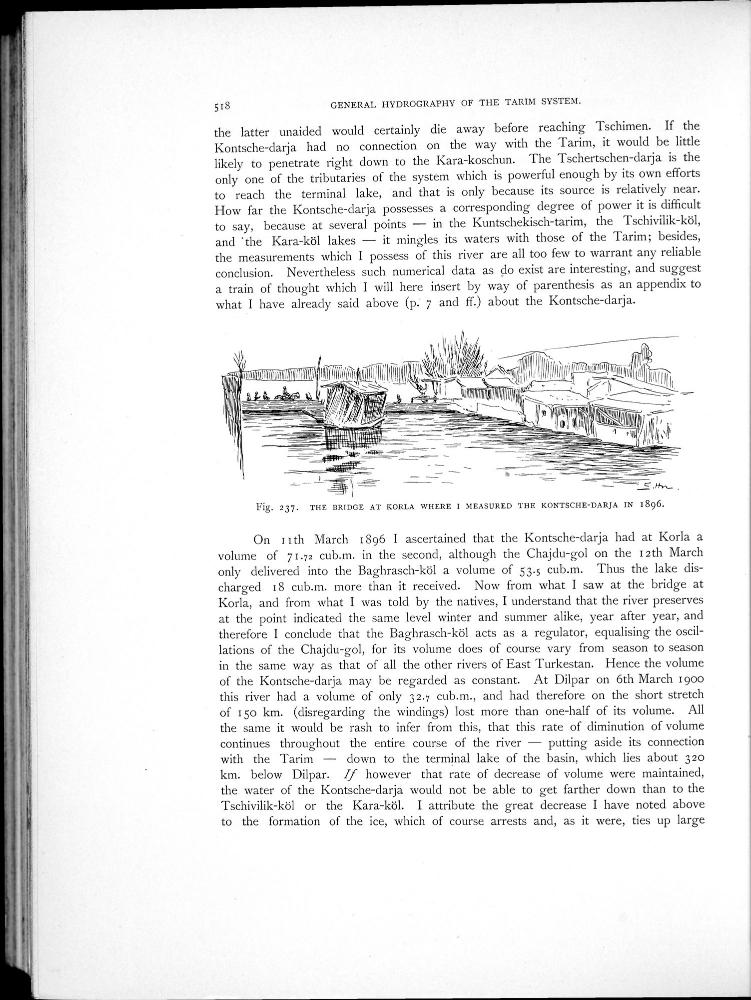 518 GENERAL HYDROGRAPHY OF THE TARIM SYSTEM.
the latter unaided would certainly die away before reaching Tschimen. If the
Kontsche-darja had no connection on the way with the Tarim, it would be little
likely to penetrate right down to the Kara-koschun. The Tschertschen-darja is the
only one of the tributaries of the system which is powerful enough by its own efforts
to reach the terminal lake, and that is only because its source is relatively near.
How far the Kontsche-darja possesses a corresponding degree of power it is difficult
to say, because at several points — in the Kuntschekisch-tarim, the Tschivilik-köl,
and the Kara-köl lakes — it mingles its waters with those of the Tarim; besides,
the measurements which I possess of this river are all too few to warrant any reliable
conclusion. Nevertheless such numerical data as do exist are interesting, and suggest
a train of thought which I will here insert by way of parenthesis as an appendix to
what I have already said above (p. 7 and ff.) about the Kontsche-darja.
S. Hn.
Fig. 237. THE BRIDGE AT KORLA WHERE I MEASURED THE KONTSCHE-DARJA IN 1896.
On 11th March 1896 I ascertained that the Kontsche-darja had at Korla a
volume of 71.72 cub.m. in the second, although the Chajdu-gol on the 12th March
only delivered into the Baghrasch-köl a volume of 53.5 cub.m. Thus the lake dis-
charged 18 cub.m. more than it received. Now from what I saw at the bridge at
Korla, and from what I was told by the natives, I understand that the river preserves
at the point indicated the same level winter and summer alike, year after year, and
therefore I conclude that the Baghrasch-köl acts as a regulator, equalising the oscil-
lations of the Chajdu-gol, for its volume does of course vary from season to season
in the same way as that of all the other rivers of East Turkestan. Hence the volume
of the Kontsche-darja may be regarded as constant. At Dilpar on 6th March 1900
this river had a volume of only 32.7 cub.m., and had therefore on the short stretch
of 150 km. (disregarding the windings) lost more than one-half of its volume. All
the same it would be rash to infer from this, that this rate of diminution of volume
continues throughout the entire course of the river — putting aside its connection
with the Tarim — down to the terminal lake of the basin, which lies about 320
km. below Dilpar. If however that rate of decrease of volume were maintained,
the water of the Kontsche-darja would not be able to get farther down than to the
Tschivilik-köl or the Kara-köl. I attribute the great decrease I have noted above
to the formation of the ice, which of course arrests and, as it were, ties up large